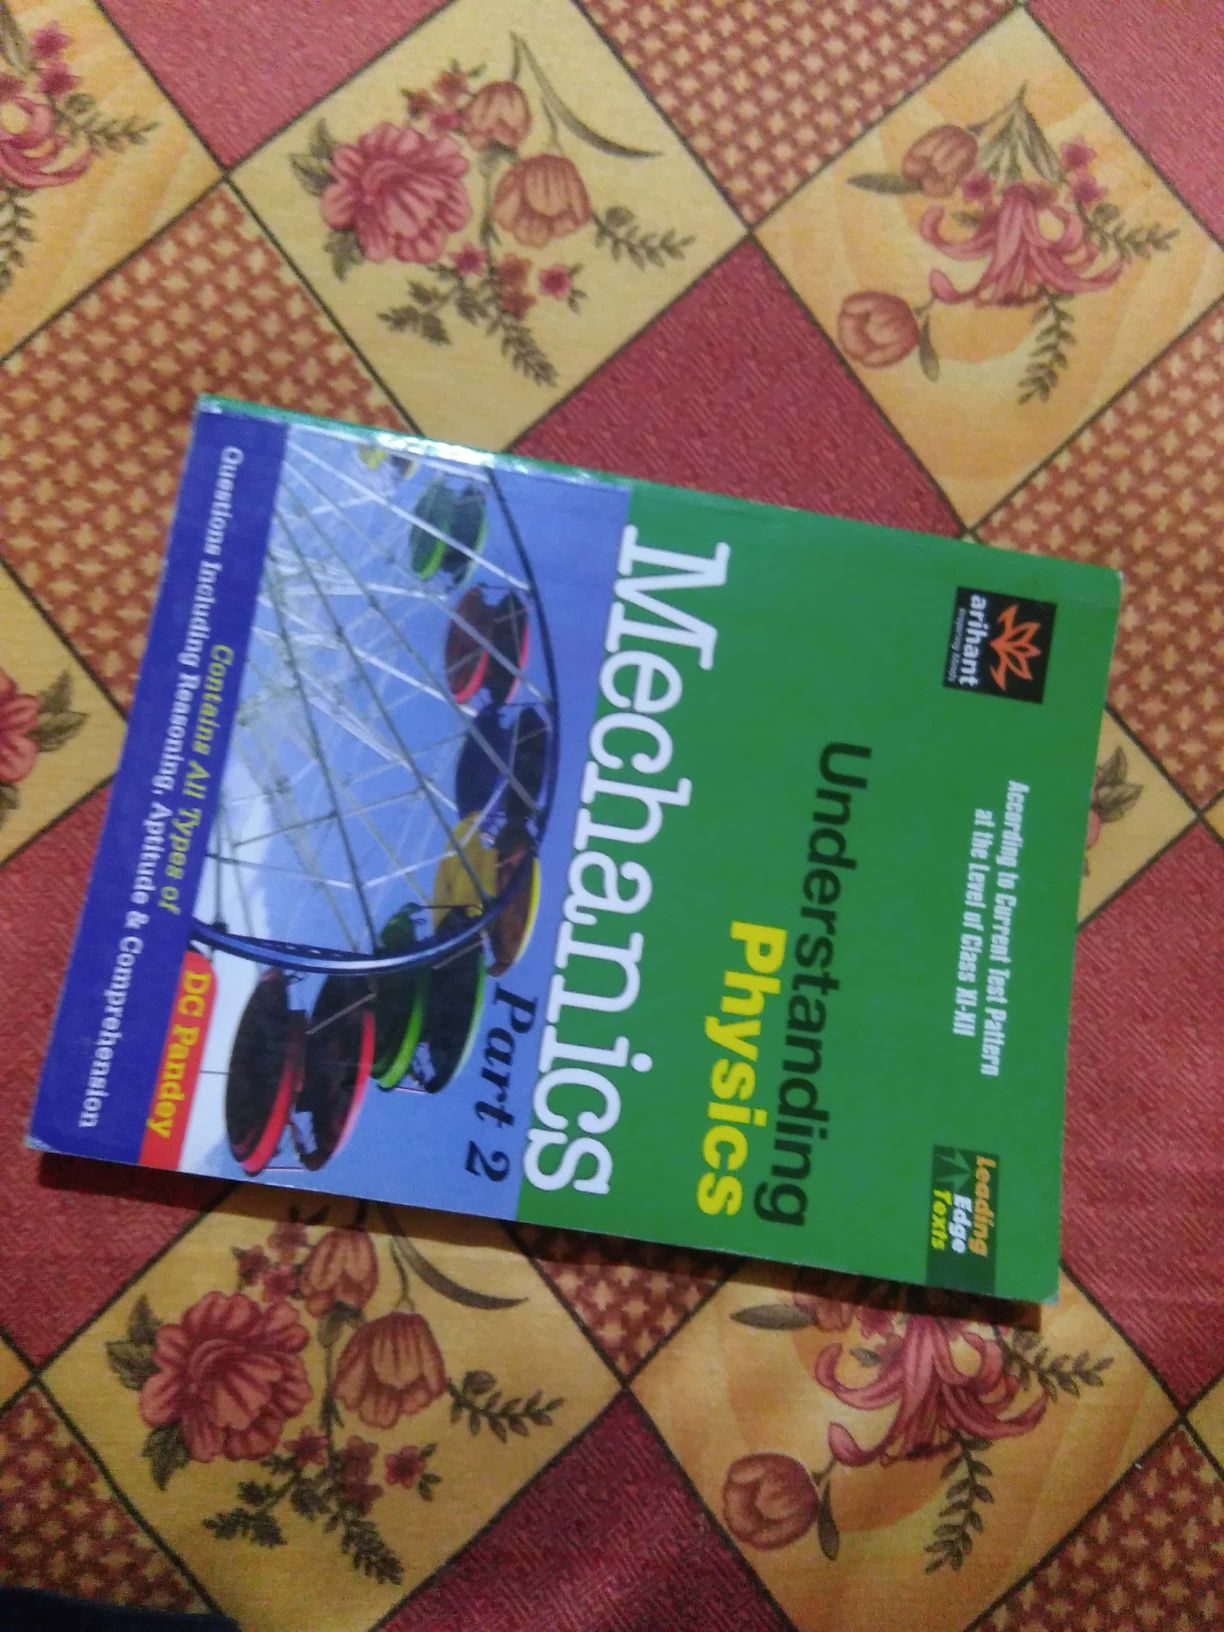 arihant
According to Current Test Pattern
at the Level of Class XI-XII
Leading
Edge
Texts
Understanding
Physics
Mechanics
Part 2
DC Pandey
Contains All Types of
Questions Including Reasoning, Aptitude & Comprehension